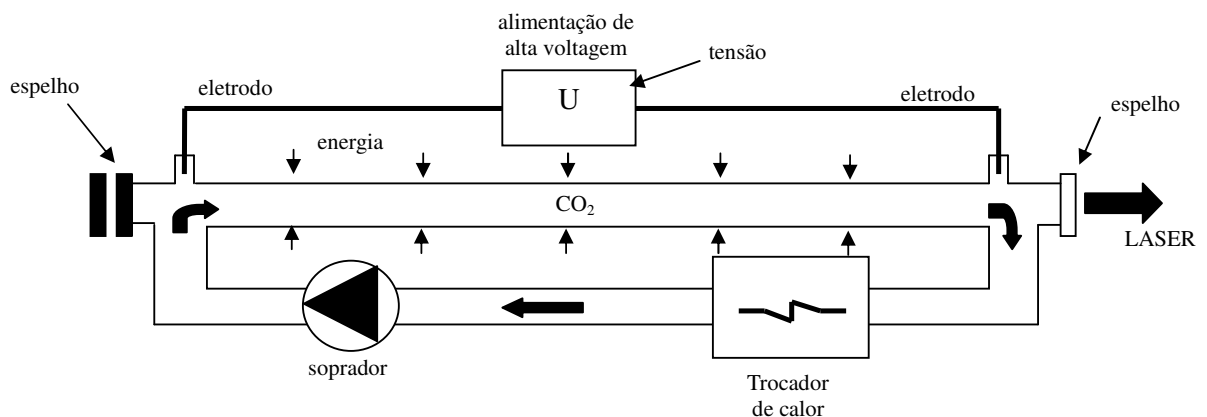 alimentação de
alta voltagem
tensão
espelho
eletrodo
U
eletrodo
espelho
energia
CO₂
LASER
soprador
Trocador
de calor